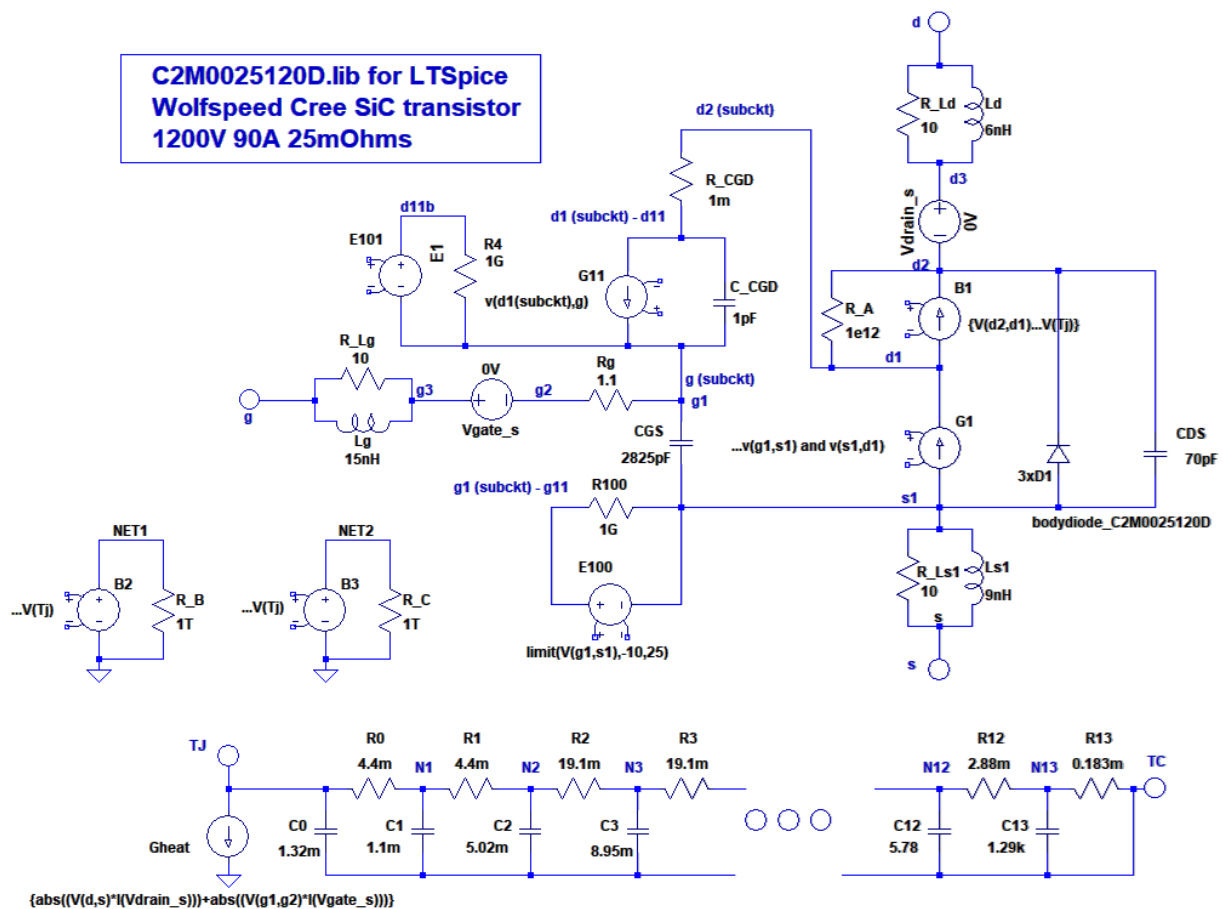 C2M0025120D.lib for LTSpice
Wolfspeed Cree SiC transistor
1200V 90A 25mOhms
d
R_Ld
10
Ld
6nH
d3
Vdrain_s
0V
d2 (subckt)
R_CGD
1m
d1 (subckt) - d11
d11b
E101
E1
R4
1G
v(d1(subckt),g)
G11
C_CGD
1pF
d2
R_A
1e12
B1
{V(d2,d1)...V(Tj)}
d1
R_Lg
10
g
Lg
15nH
g3
0V
Vgate_s
g2
Rg
1.1
g (subckt)
g1
CGS
2825pF
G1
...v(g1,s1) and v(s1,d1)
3xD1
CDS
70pF
bodydiode_C2M0025120D
g1 (subckt) - g11
R100
1G
s1
E100
limit(V(g1,s1),-10,25)
R_Ls1
10
Ls1
9nH
s
s
NET1
...V(Tj)
B2
R_B
1T
NET2
...V(Tj)
B3
R_C
1T
TJ
R0
4.4m
N1
R1
4.4m
N2
R2
19.1m
N3
R3
19.1m
N12
R12
2.88m
N13
R13
0.183m
TC
Gheat
C0
1.32m
C1
1.1m
C2
5.02m
C3
8.95m
C12
5.78
C13
1.29k
{abs((V(d,s)*I(Vdrain_s)))+abs((V(g1,g2)*I(Vgate_s)))}